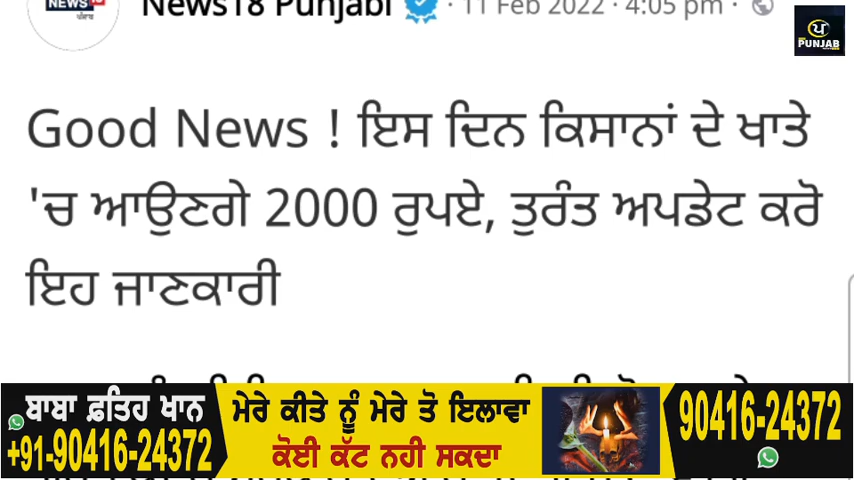 NEWS18
ਪੰਜਾਬ
News18 Punjabi · 11 Feb 2022 · 4:05 pm ·
PUNJAB
Good News ! ਇਸ ਦਿਨ ਕਿਸਾਨਾਂ ਦੇ ਖਾਤੇ
'ਚ ਆਉਣਗੇ 2000 ਰੁਪਏ, ਤੁਰੰਤ ਅਪਡੇਟ ਕਰੋ
ਇਹ ਜਾਣਕਾਰੀ
ਬਾਬਾ ਫ਼ਤਿਹ ਖਾਨ
+91-90416-24372
ਮੇਰੇ ਕੀਤੇ ਨੂੰ ਮੇਰੇ ਤੋ ਇਲਾਵਾ
ਕੋਈ ਕੱਟ ਨਹੀ ਸਕਦਾ
90416-24372